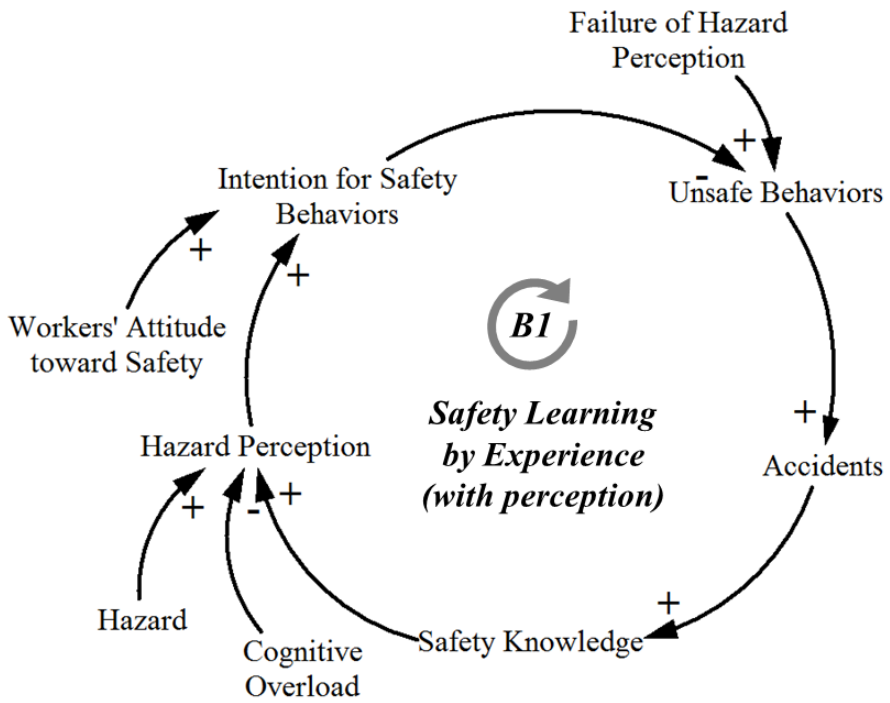 Failure of Hazard
Perception
+
-
Intention for Safety
Behaviors
Unsafe Behaviors
+
+
Workers' Attitude
toward Safety
B1
Safety Learning
by Experience
(with perception)
+
Hazard Perception
Accidents
+
-
+
Hazard
+
Safety Knowledge
Cognitive
Overload